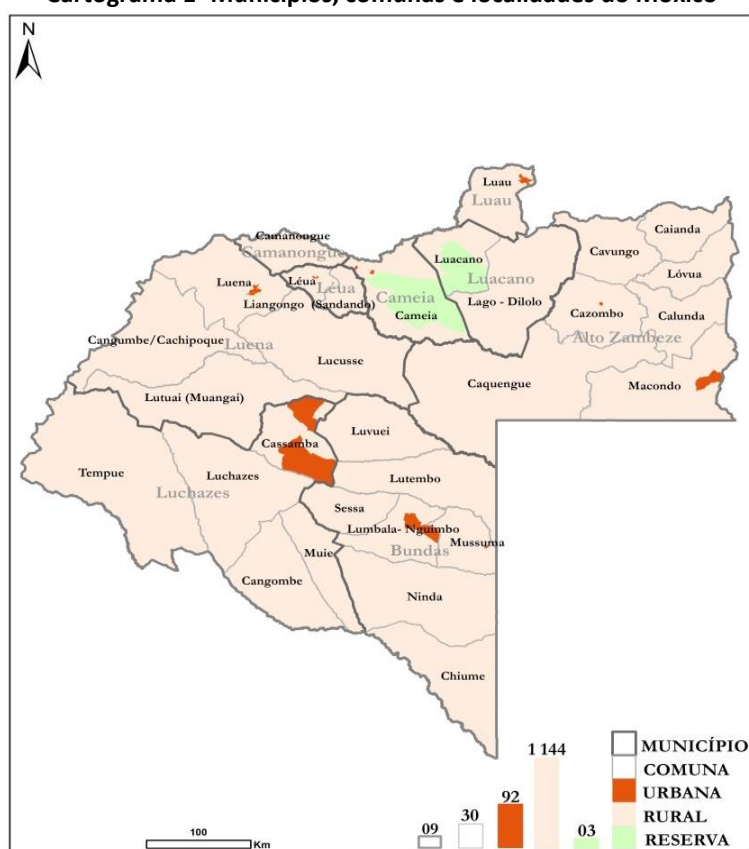 Cartograma 1- Municípios, comunas e localidades do Moxico
N
Luau
Luau
Caianda
Camanougue
Camanongue
Cavungo
Luacano
Luacano
Lóvua
Luena
Léua
Léua
Liangongo (Sandando)
Cameia
Cameia
Lago - Dilolo
Cazombo
Calunda
Alto Zambeze
Cangumbe/Cachipoque
Luena
Lucusse
Caquengue
Macondo
Lutuai (Muangai)
Luvuei
Cassamba
Tempue
Luchazes
Luchazes
Lutembo
Sessa
Lumbala- Nguimbo
Mussuma
Bundas
Muie
Cangombe
Ninda
Chiume
1 144
92
30
09
03
MUNICÍPIO
COMUNA
URBANA
RURAL
RESERVA
100
Km